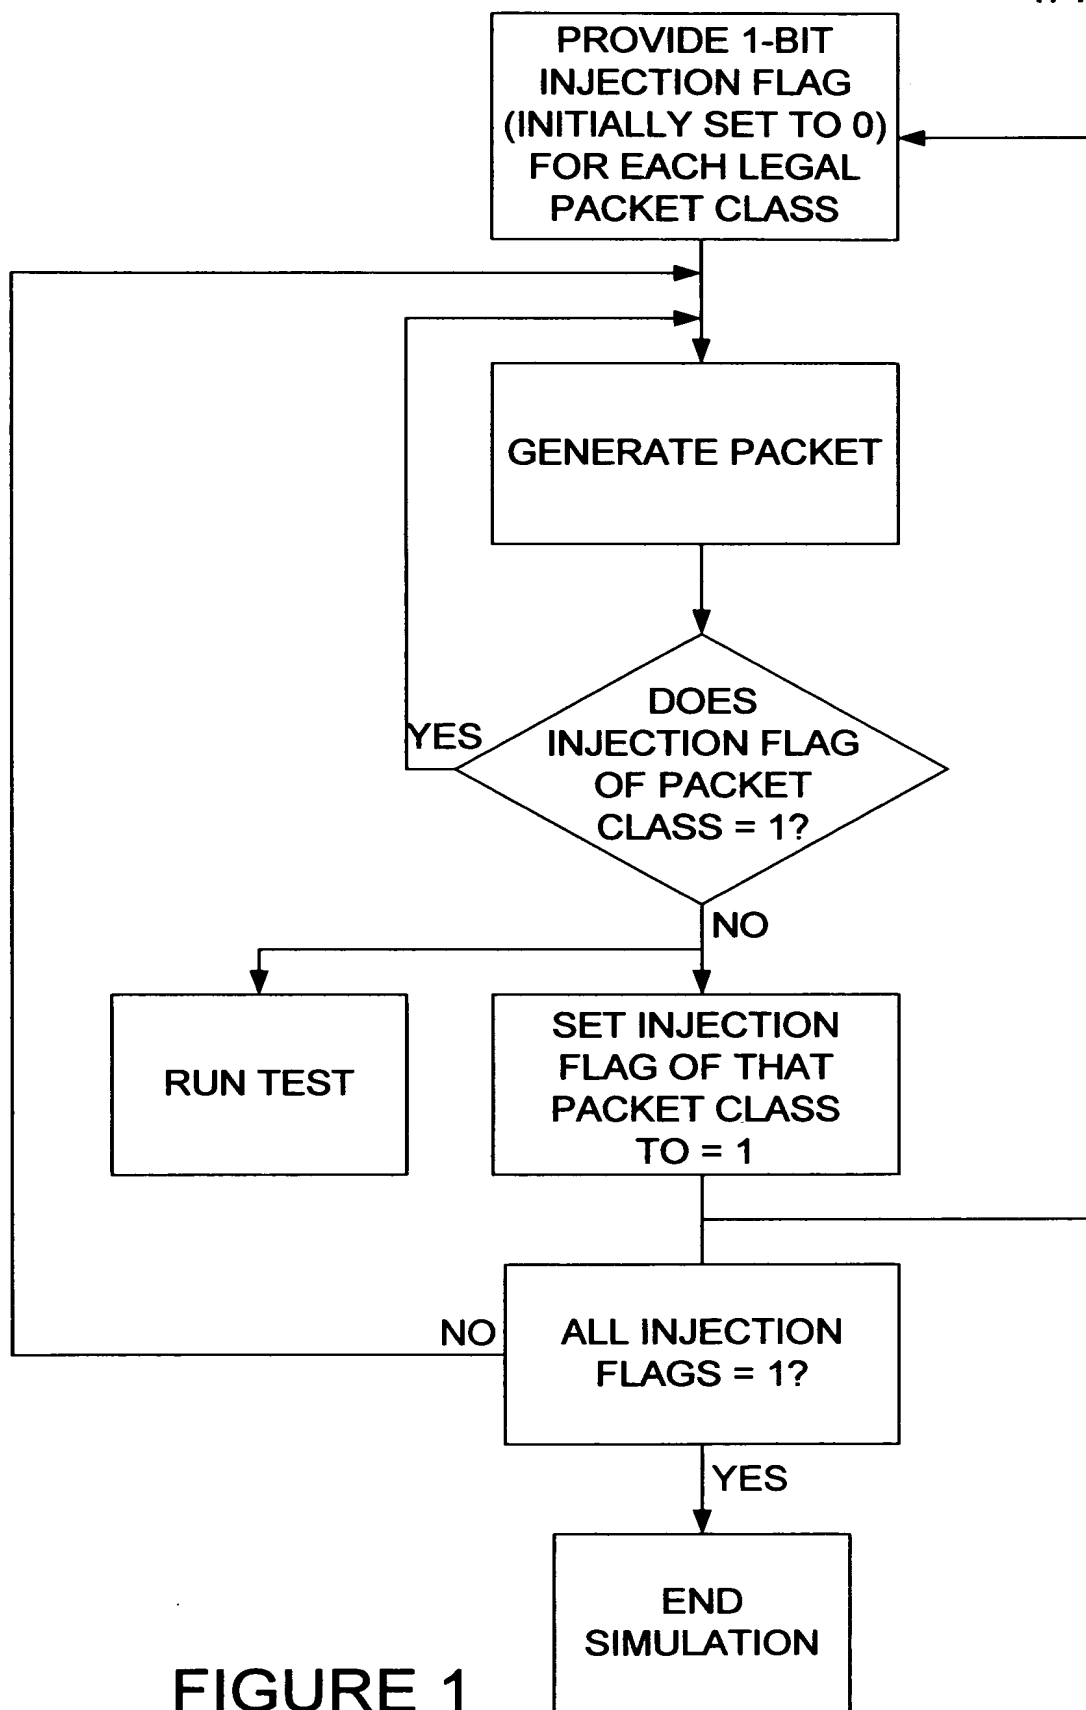 PROVIDE 1-BIT
INJECTION FLAG
(INITIALLY SET TO 0)
FOR EACH LEGAL
PACKET CLASS
GENERATE PACKET
DOES
INJECTION FLAG
OF PACKET
CLASS = 1?
YES
NO
RUN TEST
SET INJECTION
FLAG OF THAT
PACKET CLASS
TO = 1
NO
ALL INJECTION
FLAGS = 1?
YES
END
SIMULATION
FIGURE 1